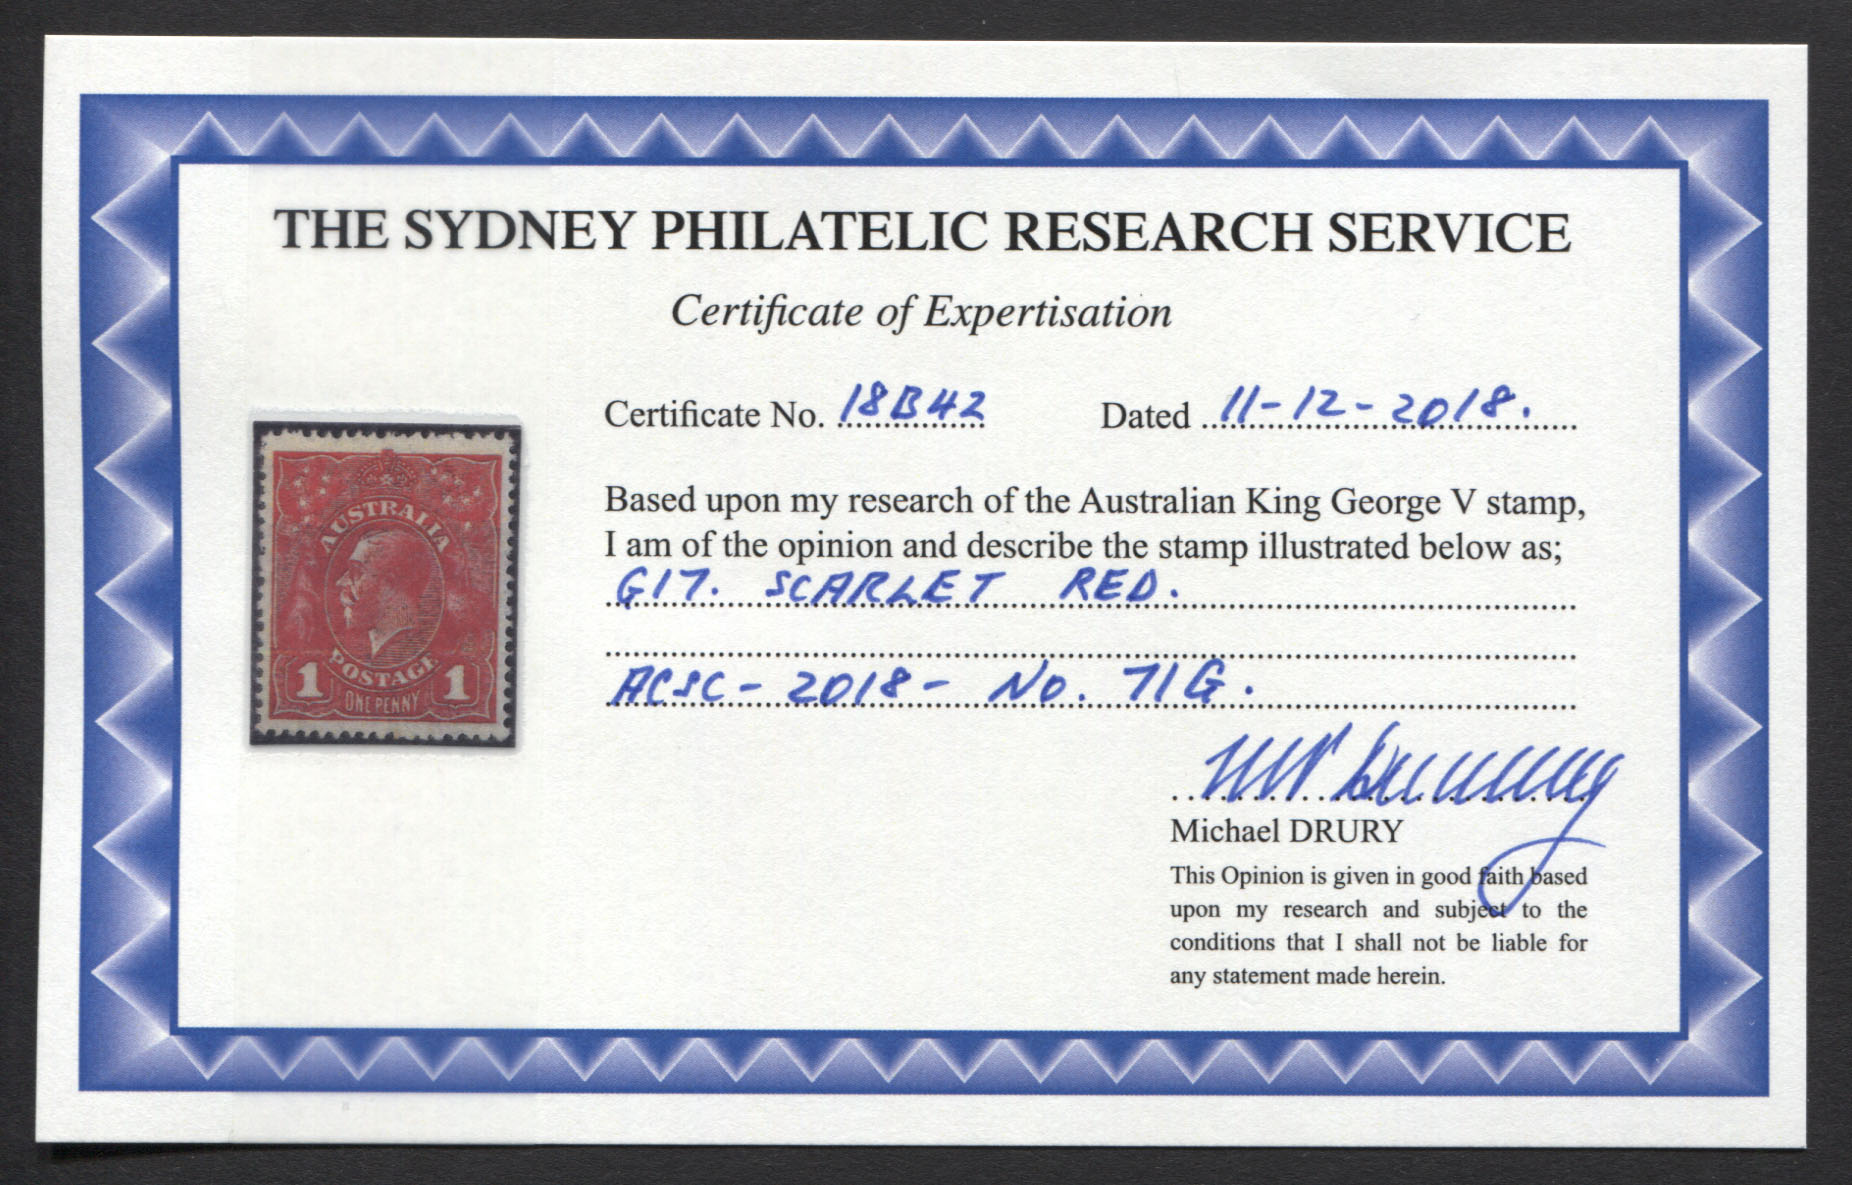 THE SYDNEY PHILATELIC RESEARCH SERVICE
Certificate of Expertisation
Certificate No. 18B42 Dated 11-12-2018.
Based upon my research of the Australian King George V stamp,
I am of the opinion and describe the stamp illustrated below as;
G17. SCARLET RED.
ACSC - 2018 - No. 71G.
Michael DRURY
This Opinion is given in good faith based
upon my research and subject to the
conditions that I shall not be liable for
any statement made herein.
AUSTRALIA
POSTAGE
1 ONE PENNY 1